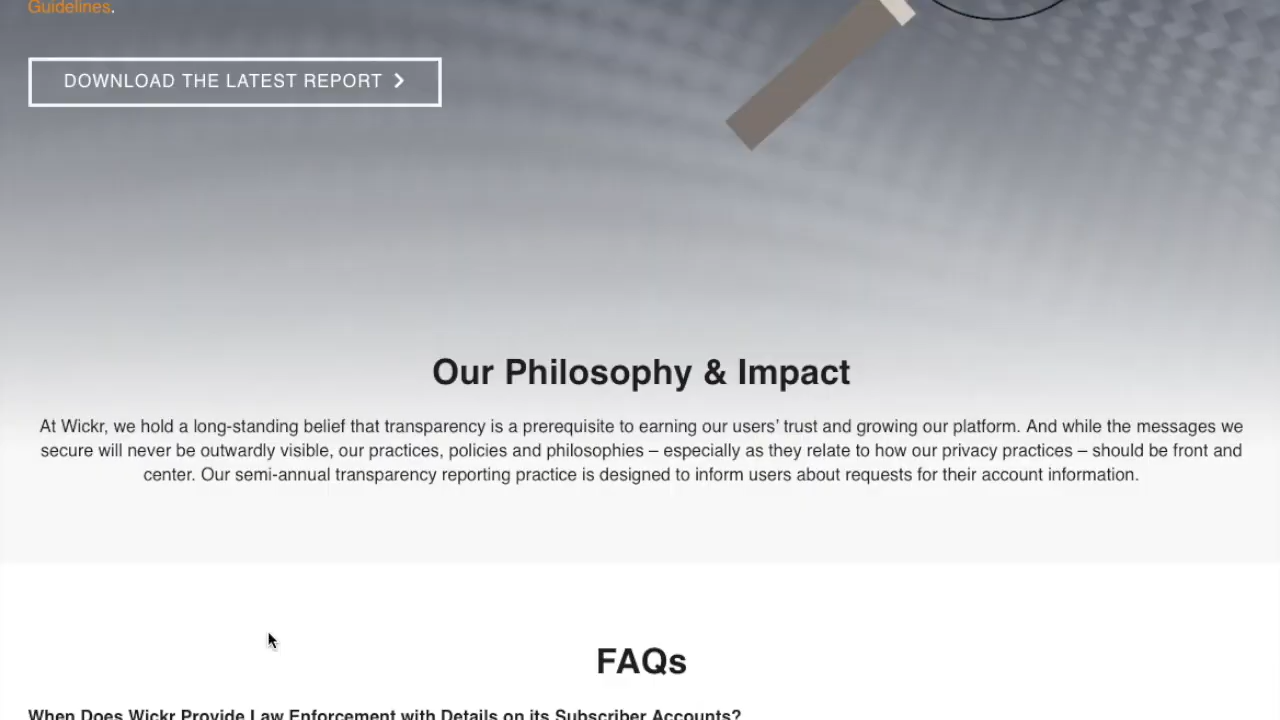 Guidelines.
DOWNLOAD THE LATEST REPORT
Our Philosophy & Impact
At Wickr, we hold a long-standing belief that transparency is a prerequisite to earning our users’ trust and growing our platform. And while the messages we
secure will never be outwardly visible, our practices, policies and philosophies – especially as they relate to how our privacy practices – should be front and
center. Our semi-annual transparency reporting practice is designed to inform users about requests for their account information.
FAQs
When Does Wickr Provide Law Enforcement with Details on its Subscriber Accounts?